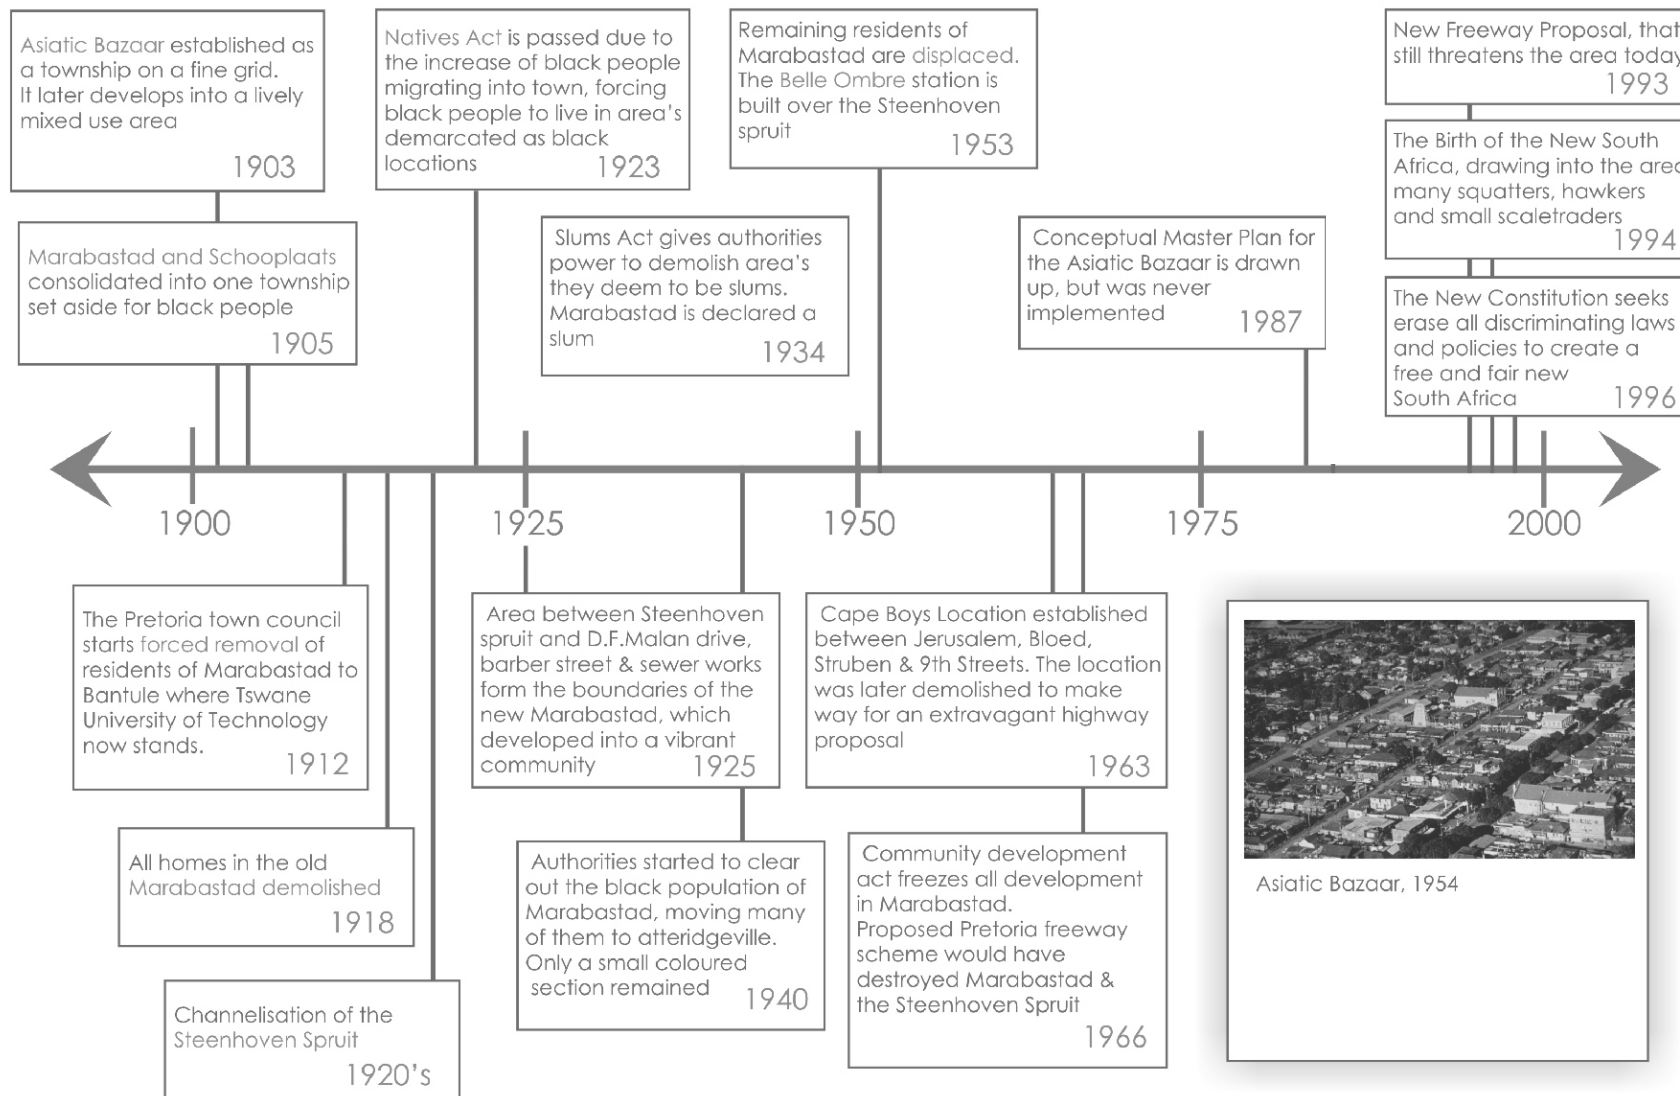 Asiatic Bazaar established as
a township on a fine grid.
It later develops into a lively
mixed use area
1903
Marabastad and Schooplaats
consolidated into one township
set aside for black people
1905
Natives Act is passed due to
the increase of black people
migrating into town, forcing
black people to live in area's
demarcated as black
locations
1923
Slums Act gives authorities
power to demolish area's
they deem to be slums.
Marabastad is declared a
slum
1934
Remaining residents of
Marabastad are displaced.
The Belle Ombre station is
built over the Steenhoven
spruit
1953
Conceptual Master Plan for
the Asiatic Bazaar is drawn
up, but was never
implemented
1987
New Freeway Proposal, that
still threatens the area today
1993
The Birth of the New South
Africa, drawing into the area
many squatters, hawkers
and small scaletraders
1994
The New Constitution seeks
erase all discriminating laws
and policies to create a
free and fair new
South Africa
1996
1900
1925
1950
1975
2000
The Pretoria town council
starts forced removal of
residents of Marabastad to
Bantule where Tswane
University of Technology
now stands.
1912
All homes in the old
Marabastad demolished
1918
Channelisation of the
Steenhoven Spruit
1920's
Area between Steenhoven
spruit and D.F.Malan drive,
barber street & sewer works
form the boundaries of the
new Marabastad, which
developed into a vibrant
community
1925
Authorities started to clear
out the black population of
Marabastad, moving many
of them to atteridgeville.
Only a small coloured
section remained
1940
Cape Boys Location established
between Jerusalem, Bloed,
Struben & 9th Streets. The location
was later demolished to make
way for an extravagant highway
proposal
1963
Community development
act freezes all development
in Marabastad.
Proposed Pretoria freeway
scheme would have
destroyed Marabastad &
the Steenhoven Spruit
1966
Asiatic Bazaar, 1954